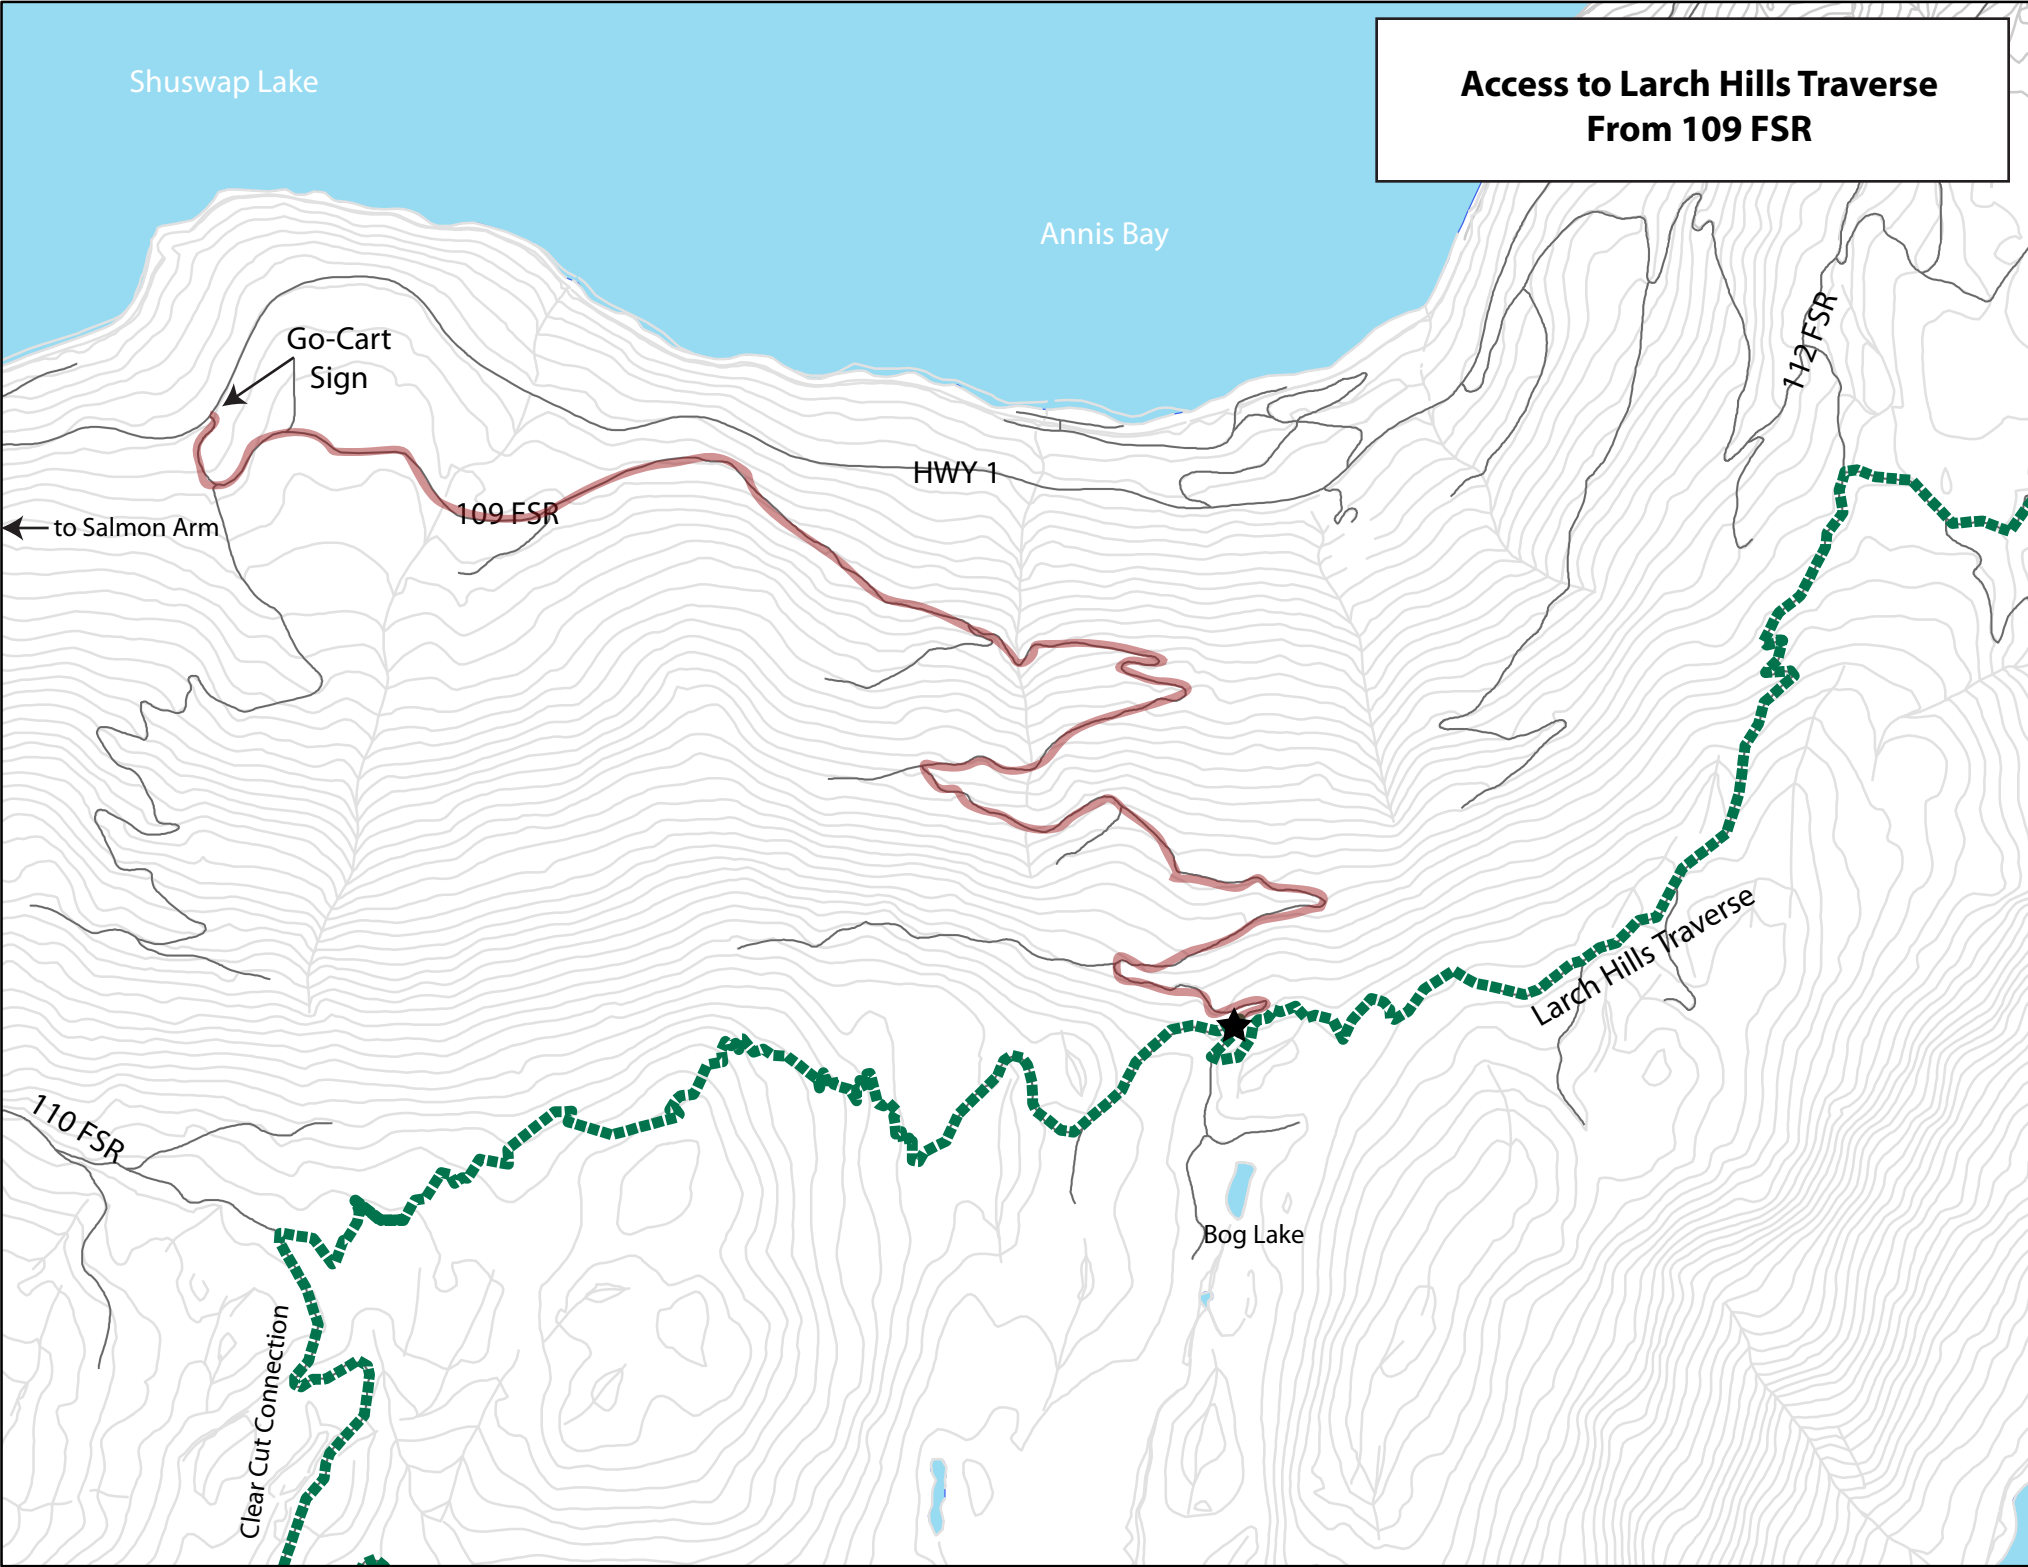 Access to Larch Hills Traverse
From 109 FSR
Shuswap Lake
Annis Bay
Go-Cart
Sign
112 FSR
HWY 1
109 FSR
to Salmon Arm
Larch Hills Traverse
110 FSR
Bog Lake
Clear Cut Connection